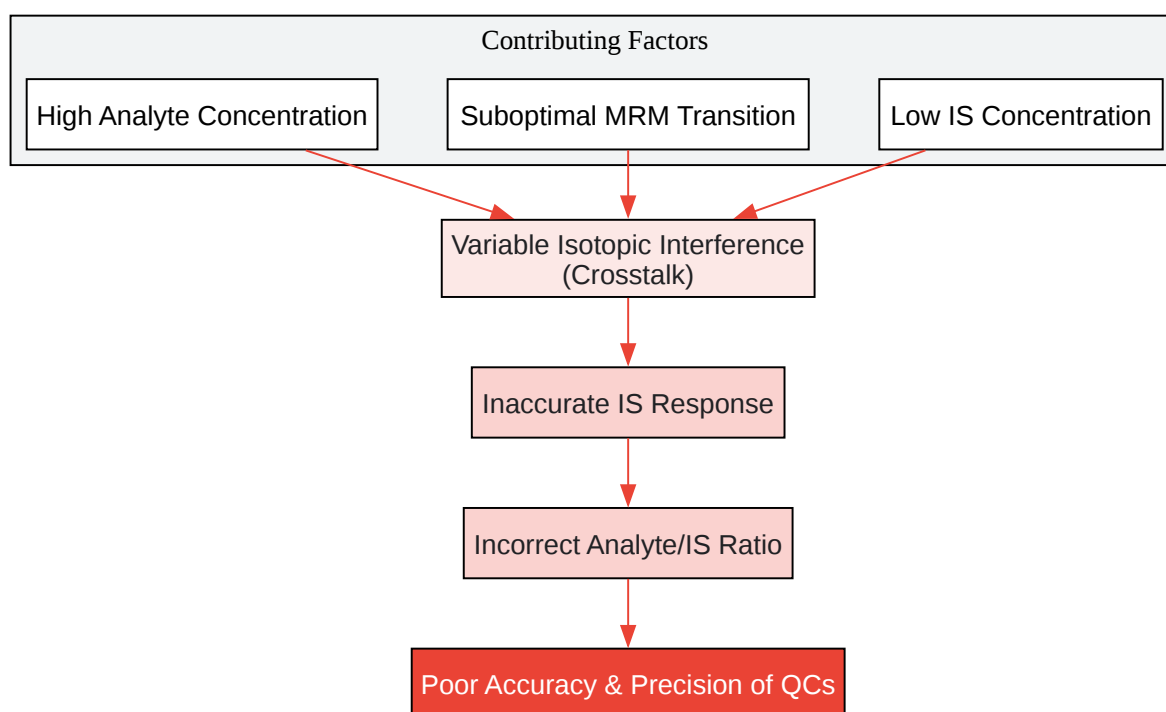 Contributing Factors
High Analyte Concentration
Suboptimal MRM Transition
Low IS Concentration
Variable Isotopic Interference
(Crosstalk)
Inaccurate IS Response
Incorrect Analyte/IS Ratio
Poor Accuracy & Precision of QCs